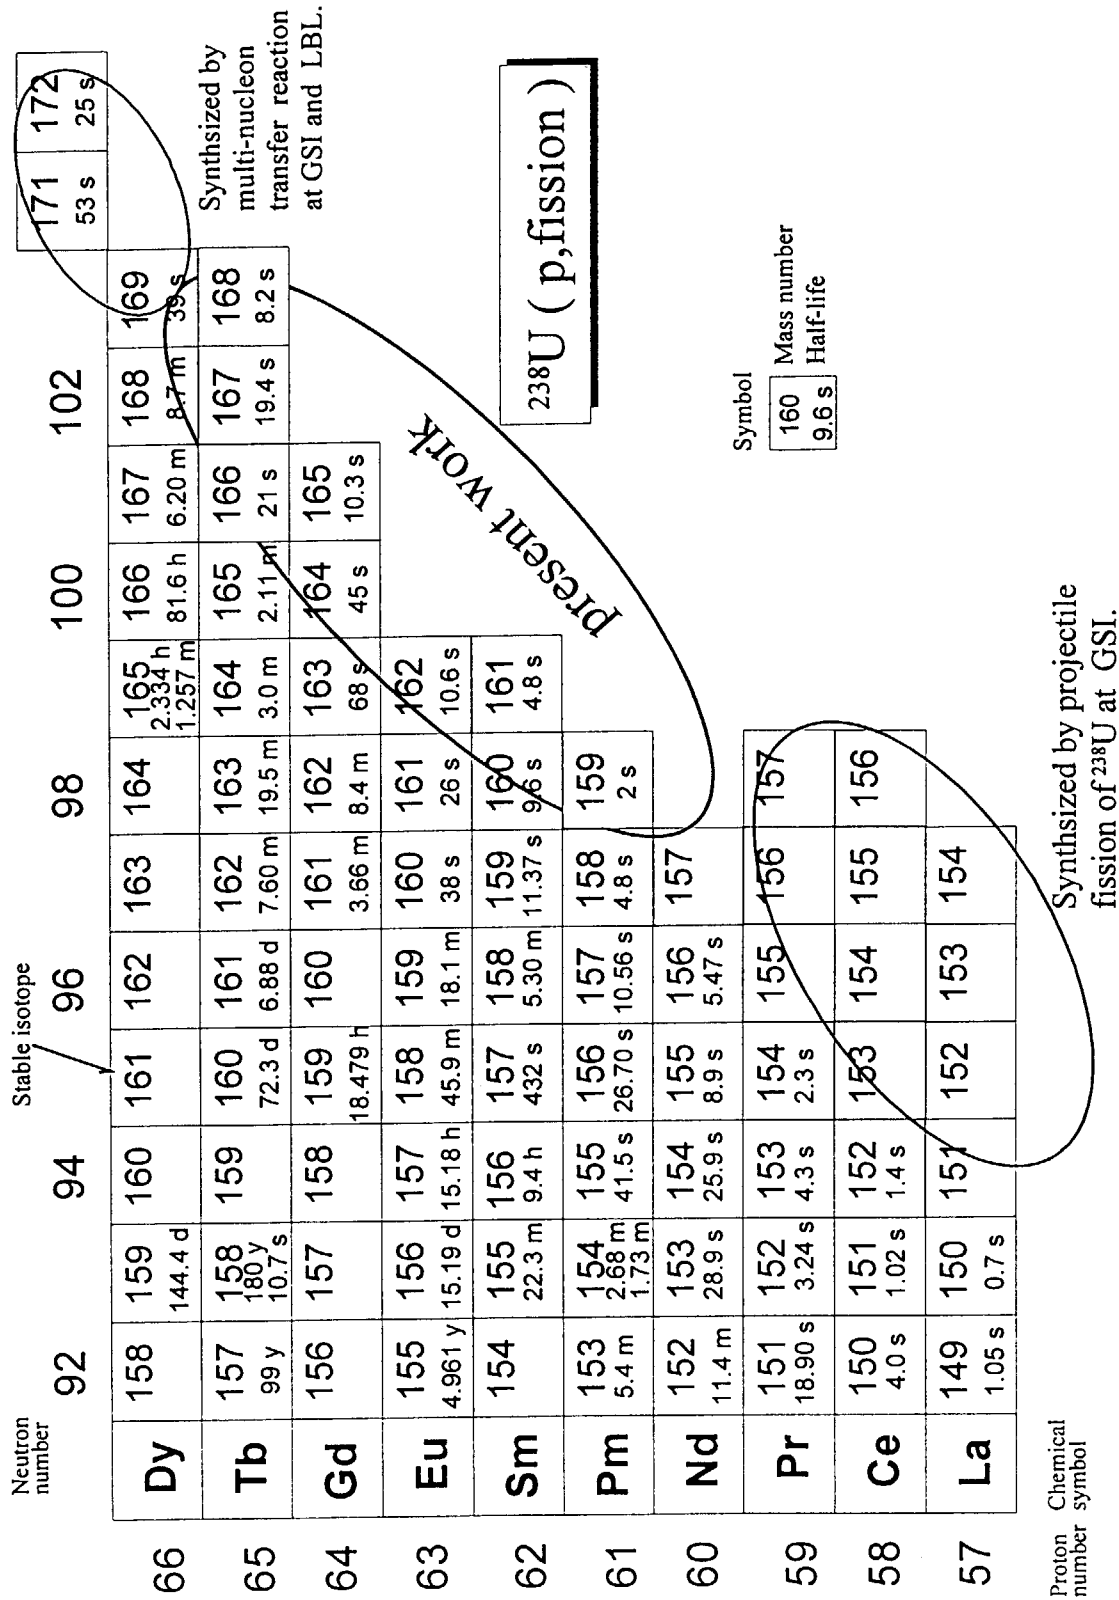 Neutron
number
92
94
96
98
100
102
Stable isotope
66
Dy
158
159
144.4 d
160
161
162
163
164
165
2.334 h
1.257 m
166
81.6 h
167
6.20 m
168
8.7 m
169
39 s
171
53 s
172
25 s
65
Tb
157
99 y
158
180 y
10.7 s
159
160
72.3 d
161
6.88 d
162
7.60 m
163
19.5 m
164
3.0 m
165
2.11 m
166
21 s
167
19.4 s
168
8.2 s
Synthsized by
multi-nucleon
transfer reaction
at GSI and LBL.
64
Gd
156
157
158
159
18.479 h
160
161
3.66 m
162
8.4 m
163
68 s
164
45 s
165
10.3 s
63
Eu
155
4.961 y
156
15.19 d
157
15.18 h
158
45.9 m
159
18.1 m
160
38 s
161
26 s
162
10.6 s
present work
62
Sm
154
155
22.3 m
156
9.4 h
157
432 s
158
5.30 m
159
11.37 s
160
9.6 s
161
4.8 s
238U ( p,fission )
61
Pm
153
5.4 m
154
2.68 m
1.73 m
155
41.5 s
156
26.70 s
157
10.56 s
158
4.8 s
159
2 s
60
Nd
152
11.4 m
153
28.9 s
154
25.9 s
155
8.9 s
156
5.47 s
157
59
Pr
151
18.90 s
152
3.24 s
153
4.3 s
154
2.3 s
155
156
157
Symbol
160
9.6 s
Mass number
Half-life
58
Ce
150
4.0 s
151
1.02 s
152
1.4 s
153
154
155
156
57
La
149
1.05 s
150
0.7 s
151
152
153
154
Proton
number
Chemical
symbol
Synthsized by projectile
fission of 238U at GSI.